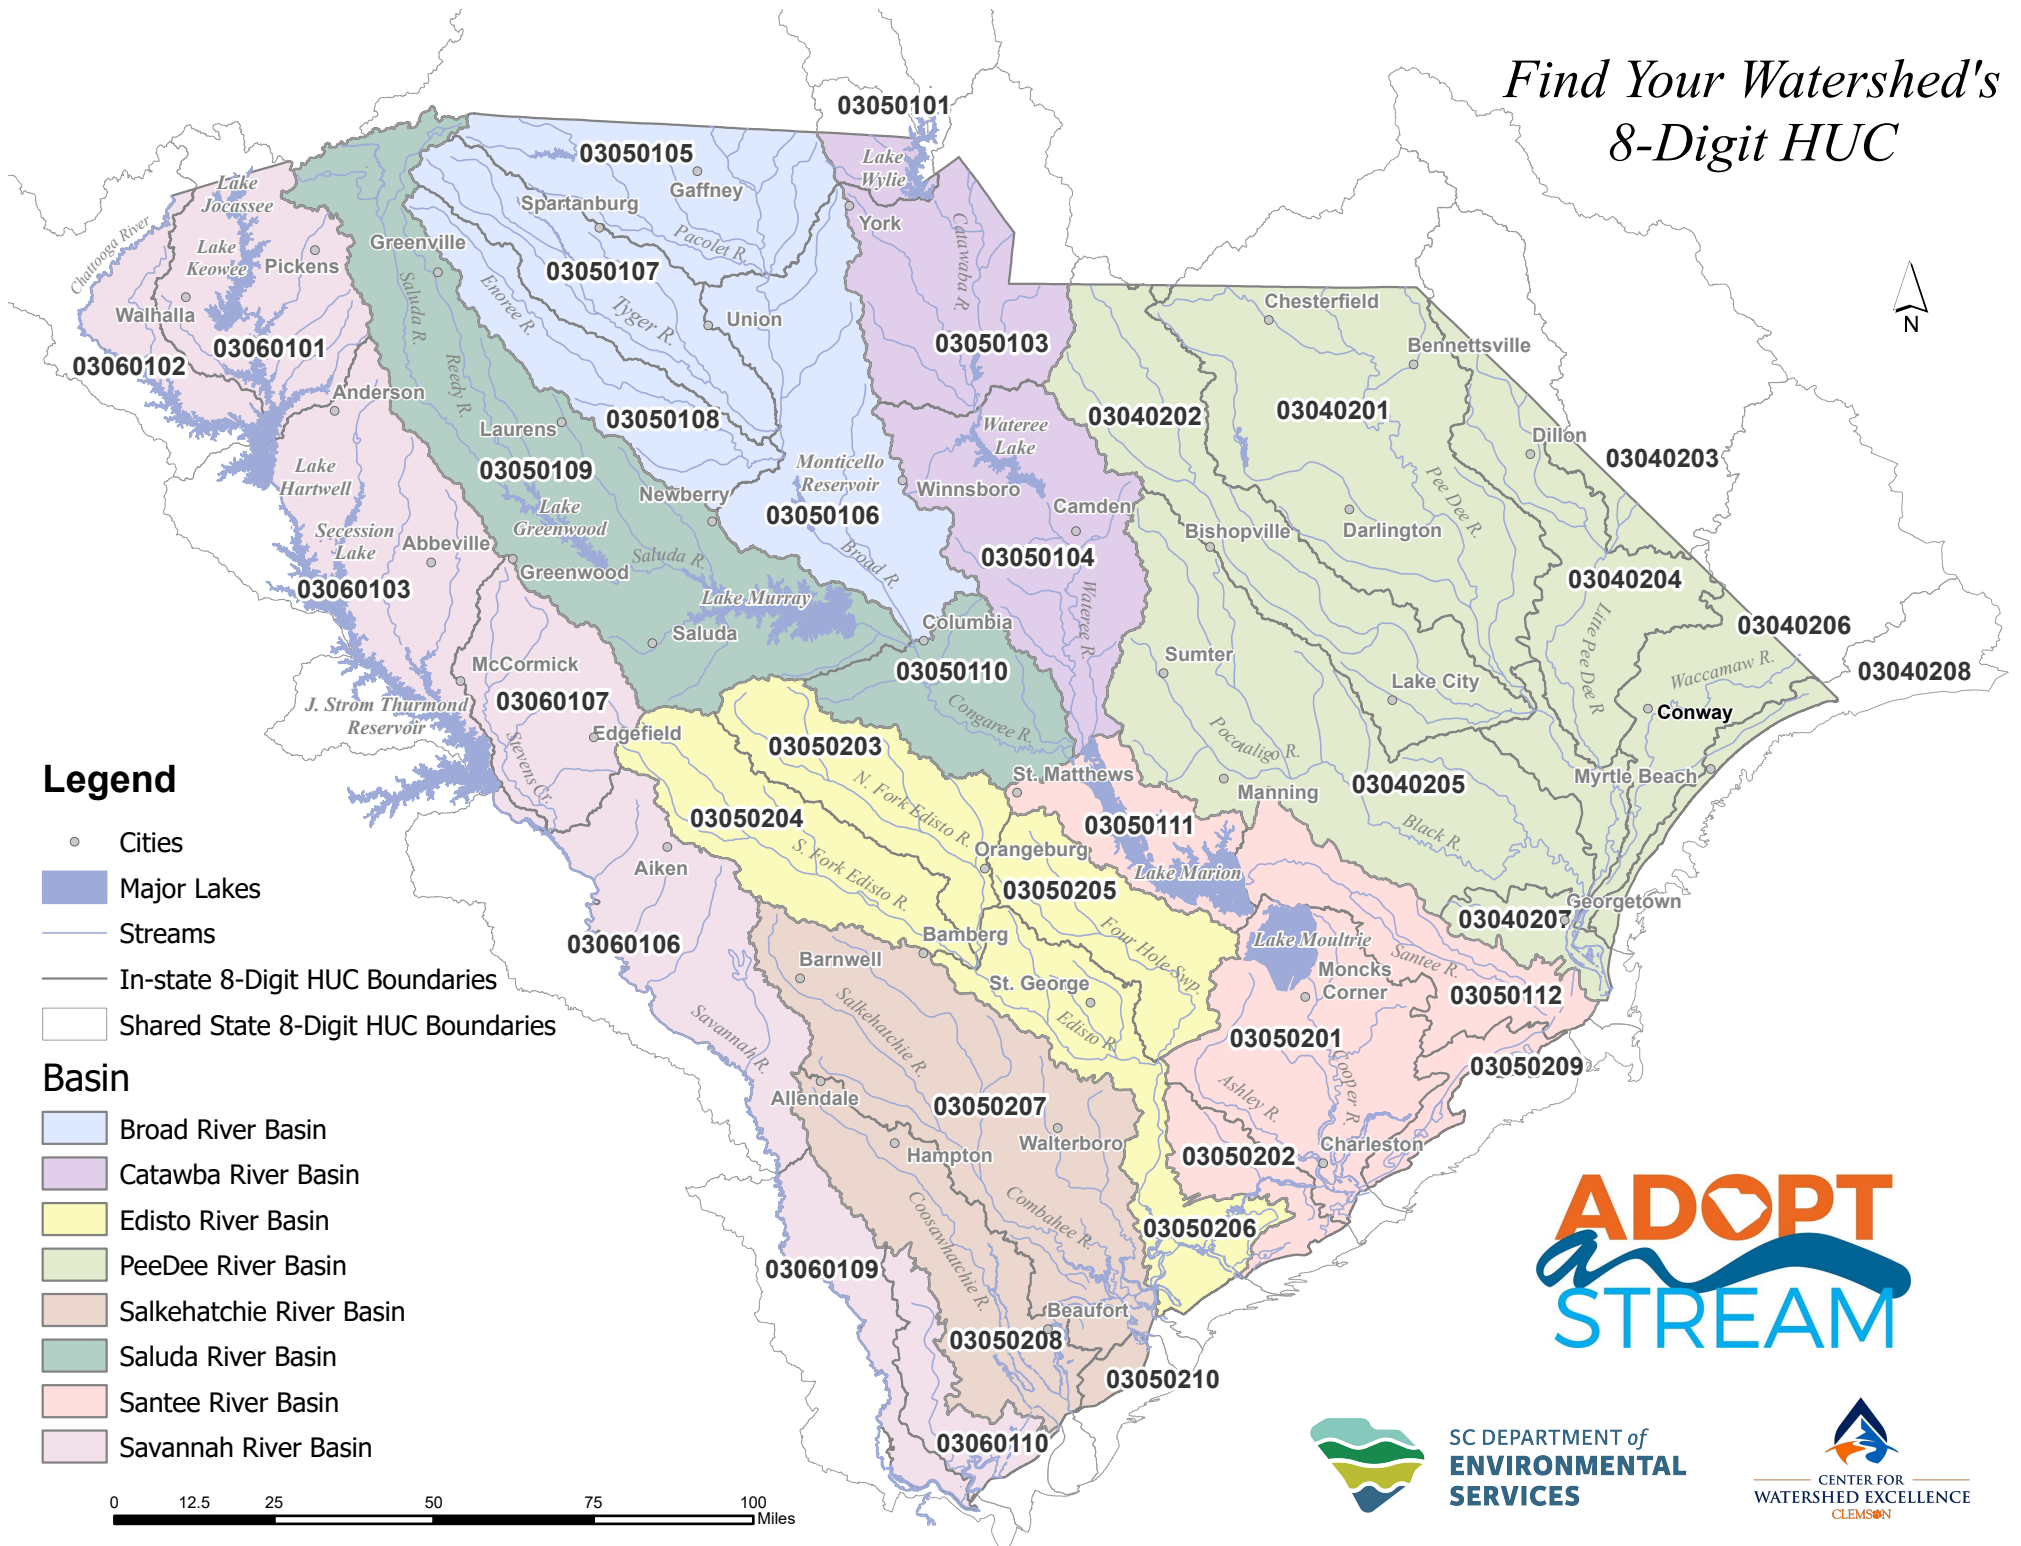 Find Your Watershed's
8-Digit HUC
03050101
03050105
Gaffney
Lake
Wylie
Lake
Jocassee
Spartanburg
York
Chattooga River
Greenville
Pacolet R.
Catawaba R.
Lake
Keowee
Pickens
03050107
Saluda R.
Enoree R.
Tyger R.
Union
Chesterfield
Walhalla
N
03060101
03050103
Bennettsville
03060102
Reedy R.
Anderson
03050108
03040202
03040201
Laurens
Wateree
Lake
Dillon
03040203
03050109
Lake
Hartwell
Monticello
Reservoir
Newberry
Winnsboro
Pee Dee R.
Lake
Greenwood
03050106
Camden
Bishopville
Darlington
Secession
Lake
Abbeville
Saluda R.
Broad R.
03050104
Greenwood
03040204
03060103
Lake Murray
Wateree R.
Litte Pee Dee R
Columbia
03040206
Saluda
Sumter
Waccamaw R.
03040208
McCormick
03050110
Lake City
03060107
J. Strom Thurmond
Reservoir
Congaree R.
Conway
Edgefield
Stevens Cr.
03050203
Pocotaligo R.
St. Matthews
Myrtle Beach
Manning
03040205
N. Fork Edisto R.
03050204
03050111
Black R.
S. Fork Edisto R.
Orangeburg
Aiken
Lake Marion
03050205
Georgetown
03040207
03060106
Bamberg
Four Hole Swp.
Lake Moultrie
Barnwell
Santee R.
St. George
Moncks
Corner
03050112
Salkehatchie R.
Savannah R.
Edisto R.
03050201
03050209
Cooper R.
Allendale
03050207
Ashley R.
Walterboro
Hampton
03050202
Charleston
Coosawhatchie R.
Combahee R.
03050206
03060109
Beaufort
03050208
03050210
03060110
Legend
Cities
Major Lakes
Streams
In-state 8-Digit HUC Boundaries
Shared State 8-Digit HUC Boundaries
Basin
Broad River Basin
Catawba River Basin
Edisto River Basin
PeeDee River Basin
Salkehatchie River Basin
Saluda River Basin
Santee River Basin
Savannah River Basin
0 12.5 25 50 75 100
Miles
ADOPT
a
STREAM
SC DEPARTMENT of
ENVIRONMENTAL
SERVICES
CENTER FOR
WATERSHED EXCELLENCE
CLEMSON